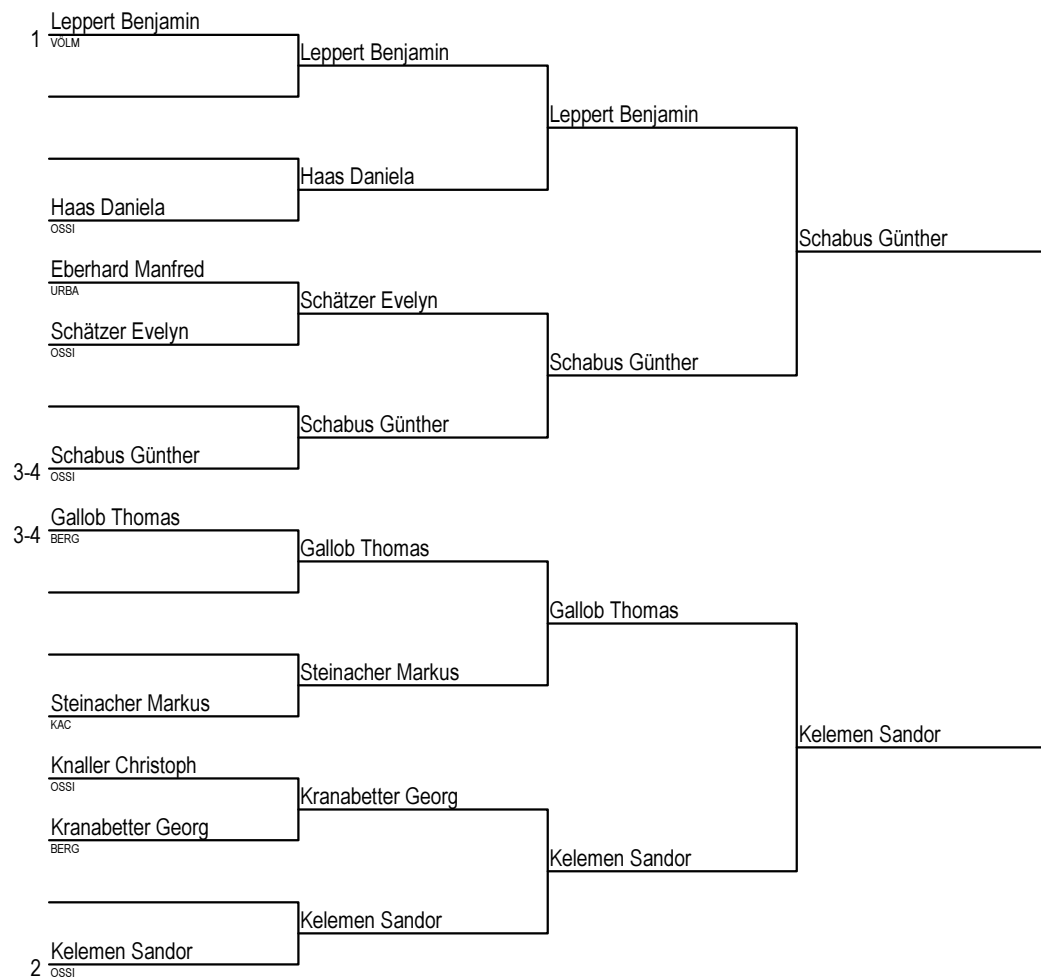 Leppert Benjamin
1 VÖLM
Leppert Benjamin
Leppert Benjamin
Haas Daniela
Haas Daniela
OSSI
Schabus Günther
Eberhard Manfred
URBA
Schätzer Evelyn
Schätzer Evelyn
OSSI
Schabus Günther
Schabus Günther
Schabus Günther
3-4 OSSI
Gallob Thomas
3-4 BERG
Gallob Thomas
Gallob Thomas
Steinacher Markus
Steinacher Markus
KAC
Kelemen Sandor
Knaller Christoph
OSSI
Kranabetter Georg
Kranabetter Georg
BERG
Kelemen Sandor
Kelemen Sandor
Kelemen Sandor
2 OSSI